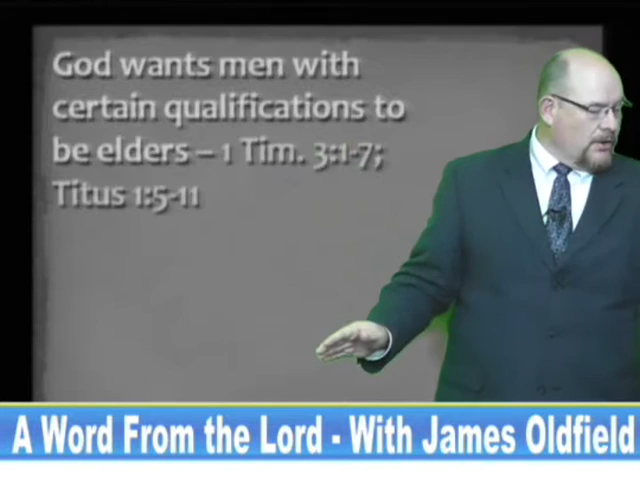 God wants men with
certain qualifications to
be elders – 1 Tim. 3:1-7;
Titus 1:5-11
A Word From the Lord - With James Oldfield